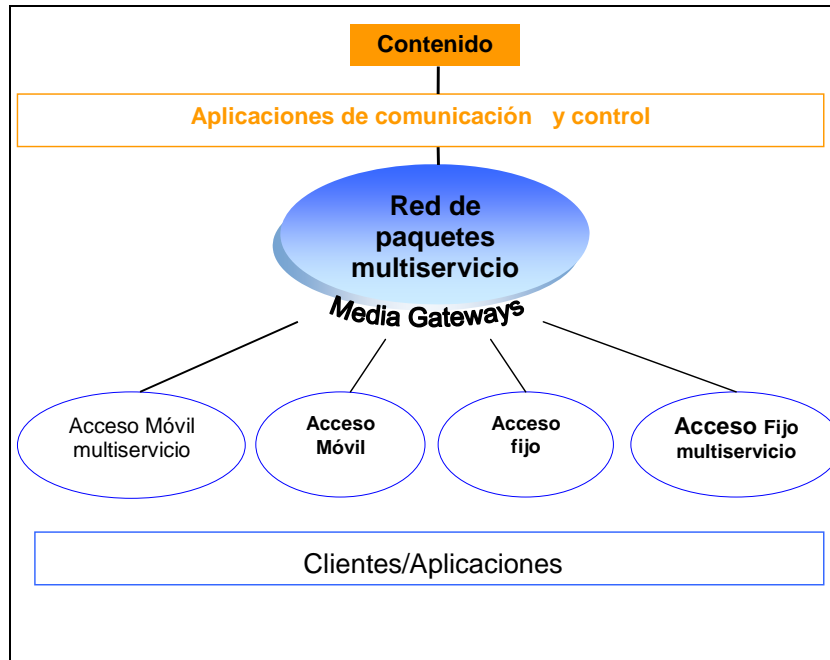 Contenido
Aplicaciones de comunicación y control
Red de
paquetes
multiservicio
Media Gateways
Acceso Móvil
multiservicio
Acceso
Móvil
Acceso
fijo
Acceso Fijo
multiservicio
Clientes/Aplicaciones